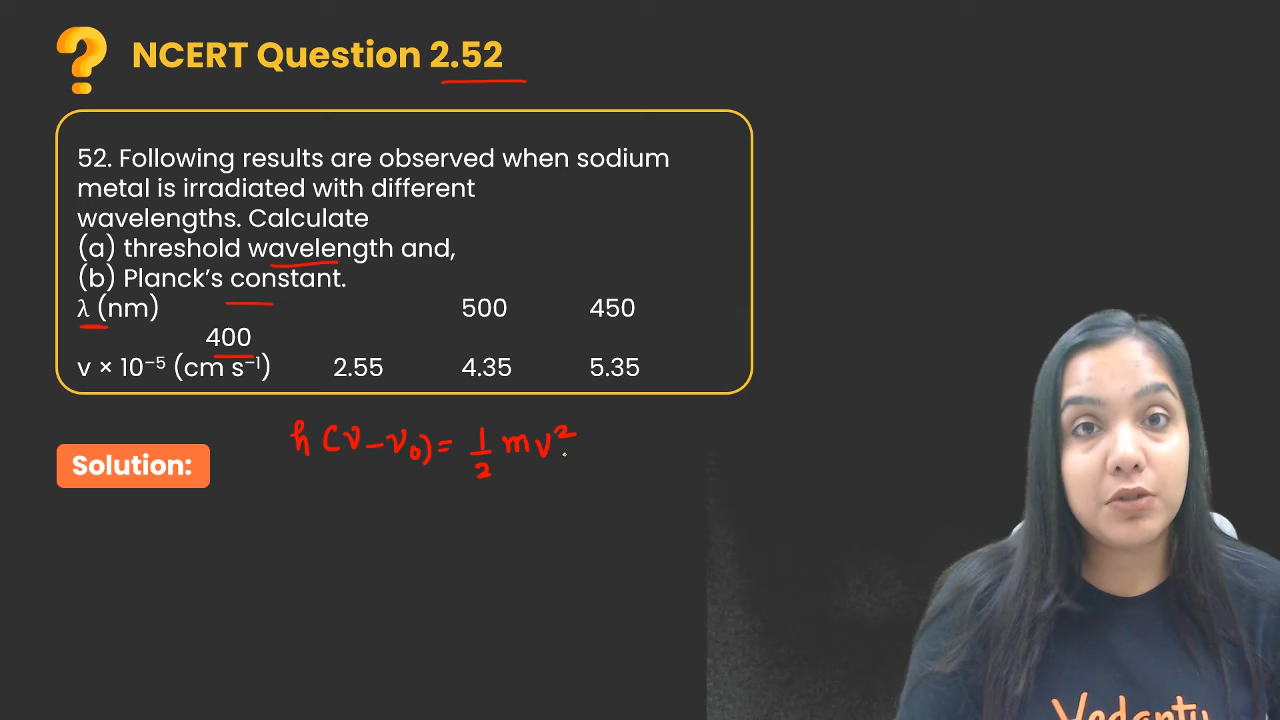 ?
NCERT Question 2.52
52. Following results are observed when sodium
metal is irradiated with different
wavelengths. Calculate
(a) threshold wavelength and,
(b) Planck’s constant.
λ (nm) 500 450
400
v × 10⁻⁵ (cm s⁻¹) 2.55 4.35 5.35
h(ν-ν₀)= 1/2 mv²
Solution:
Vedantu